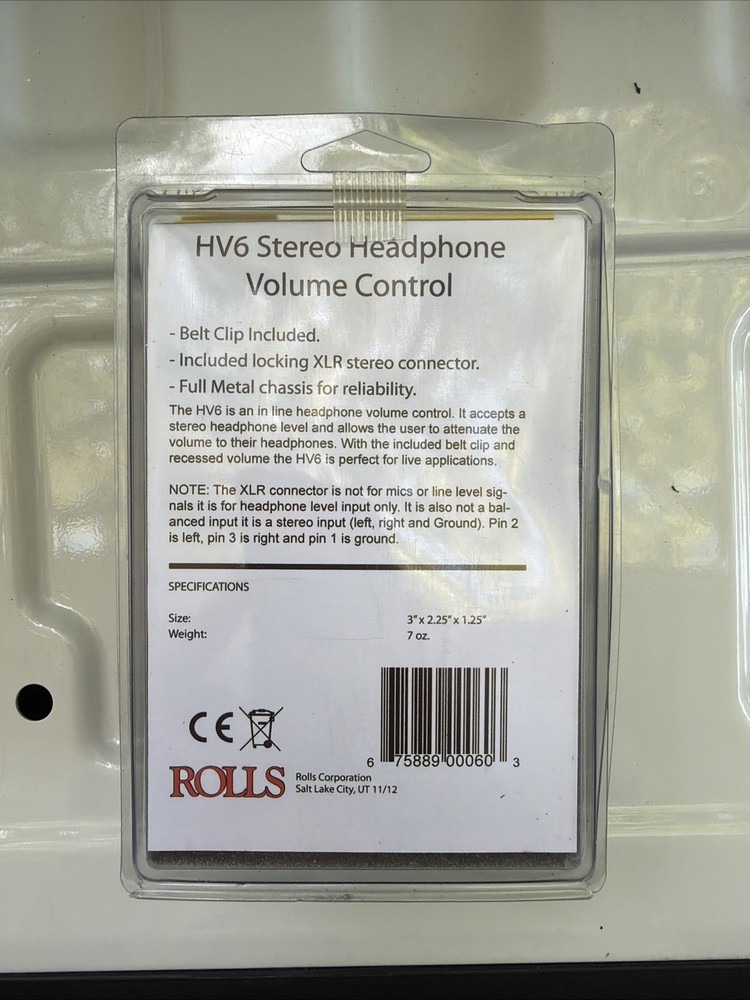 HV6 Stereo Headphone
Volume Control
- Belt Clip Included.
- Included locking XLR stereo connector.
- Full Metal chassis for reliability.
The HV6 is an in line headphone volume control. It accepts a
stereo headphone level and allows the user to attenuate the
volume to their headphones. With the included belt clip and
recessed volume the HV6 is perfect for live applications.
NOTE: The XLR connector is not for mics or line level sig-
nals it is for headphone level input only. It is also not a bal-
anced input it is a stereo input (left, right and Ground). Pin 2
is left, pin 3 is right and pin 1 is ground.
SPECIFICATIONS
Size: 3" x 2.25" x 1.25"
Weight: 7 oz.
CE
6 75889 00060 3
ROLLS
Rolls Corporation
Salt Lake City, UT 11/12